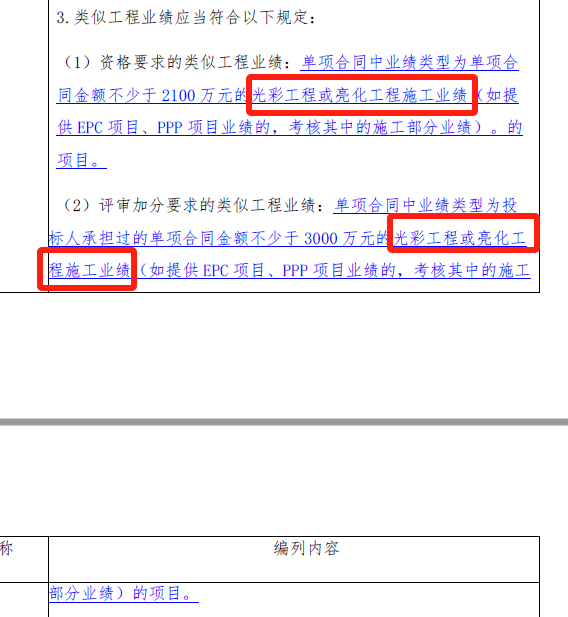 3.类似工程业绩应当符合以下规定：
（1）资格要求的类似工程业绩：单项合同中业绩类型为单项合
同金额不少于 2100 万元的光彩工程或亮化工程施工业绩（如提
供 EPC 项目、PPP 项目业绩的，考核其中的施工部分业绩）。的
项目。
（2）评审加分要求的类似工程业绩：单项合同中业绩类型为投
标人承担过的单项合同金额不少于 3000 万元的光彩工程或亮化工
程施工业绩（如提供 EPC 项目、PPP 项目业绩的，考核其中的施工
称
编列内容
部分业绩）的项目。